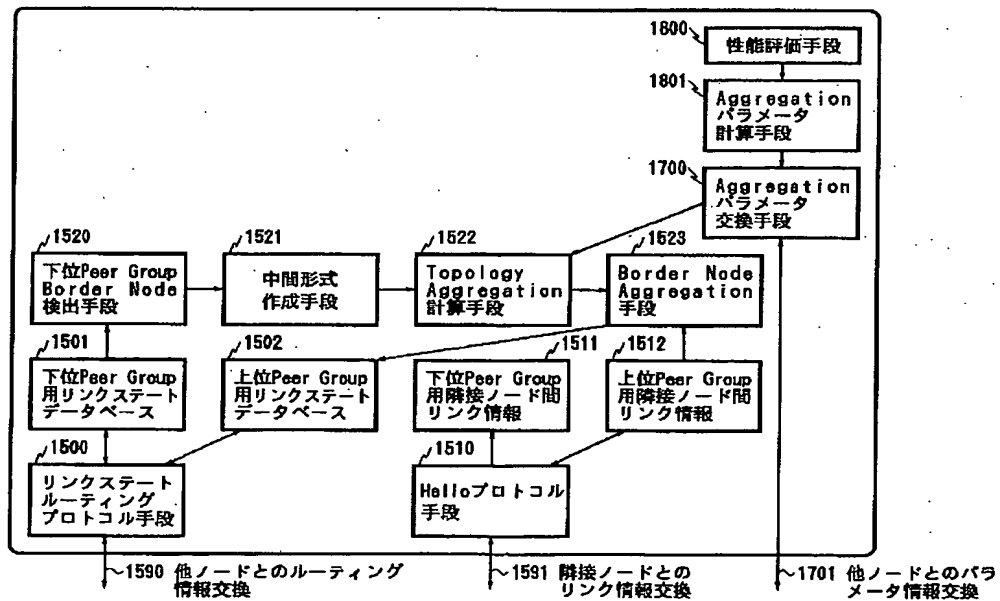 1800
性能評価手段
1801
Aggregation
パラメータ
計算手段
1700
Aggregation
パラメータ
交換手段
1520
下位Peer Group
Border Node
検出手段
1521
中間形式
作成手段
1522
Topology
Aggregation
計算手段
1523
Border Node
Aggregation
手段
1501
下位Peer Group
用リンクステート
データベース
1502
上位Peer Group
用リンクステート
データベース
1511
下位Peer Group
用隣接ノード間
リンク情報
1512
上位Peer Group
用隣接ノード間
リンク情報
1500
リンクステート
ルーティング
プロトコル手段
1510
Helloプロトコル
手段
1590 他ノードとのルーティング
情報交換
1591 隣接ノードとの
リンク情報交換
1701 他ノードとのパラ
メータ情報交換